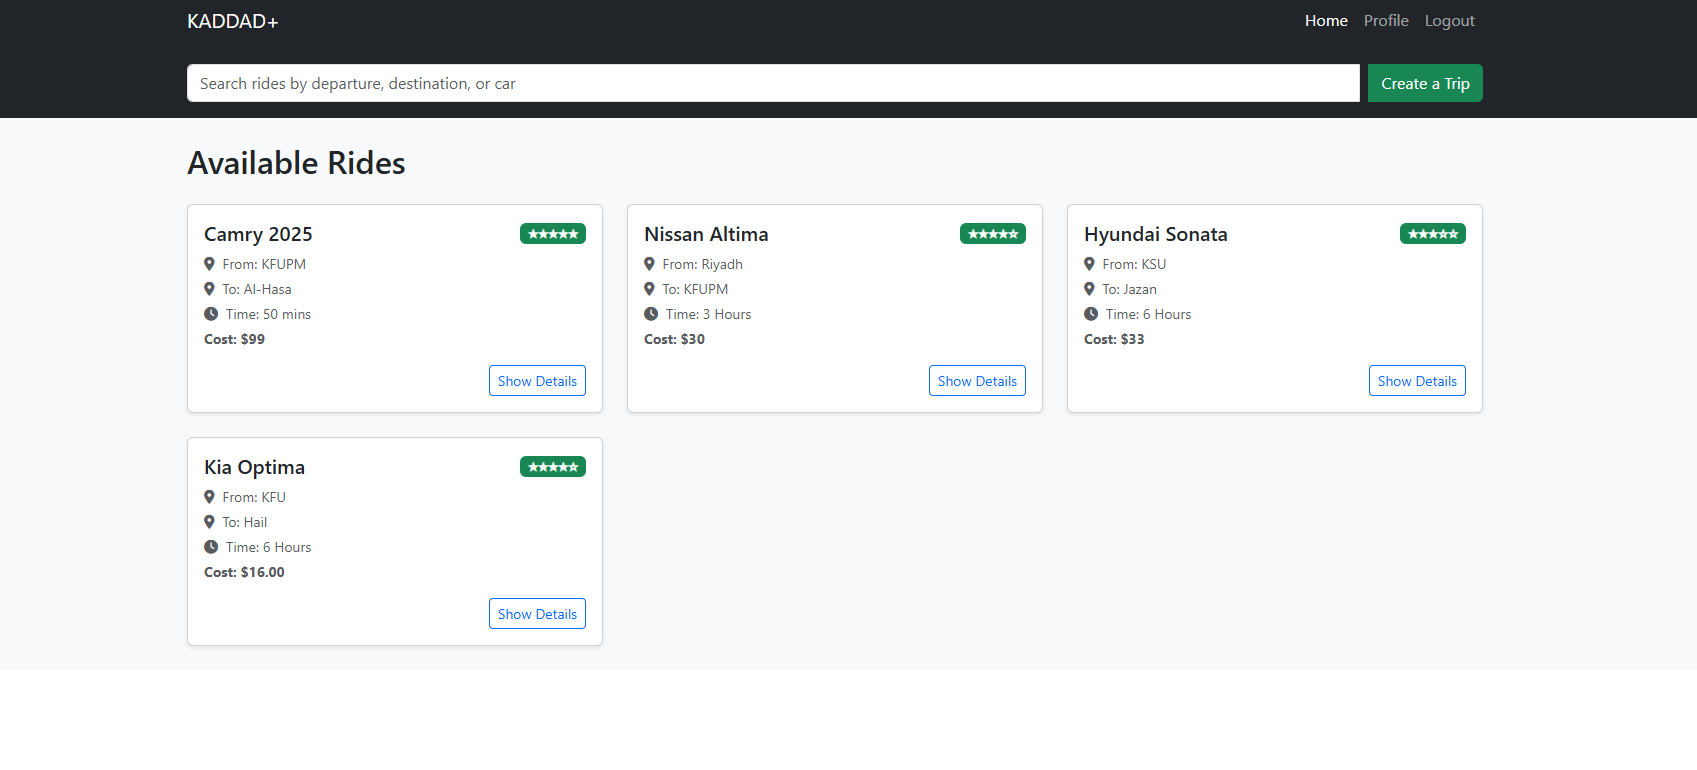 KADDAD+
Home Profile Logout
Search rides by departure, destination, or car
Create a Trip
Available Rides
Camry 2025 ★★★★★
From: KFUPM
To: Al-Hasa
Time: 50 mins
Cost: $99
Show Details
Nissan Altima ★★★★☆
From: Riyadh
To: KFUPM
Time: 3 Hours
Cost: $30
Show Details
Hyundai Sonata ★★★☆☆
From: KSU
To: Jazan
Time: 6 Hours
Cost: $33
Show Details
Kia Optima ★★★★☆
From: KFU
To: Hail
Time: 6 Hours
Cost: $16.00
Show Details